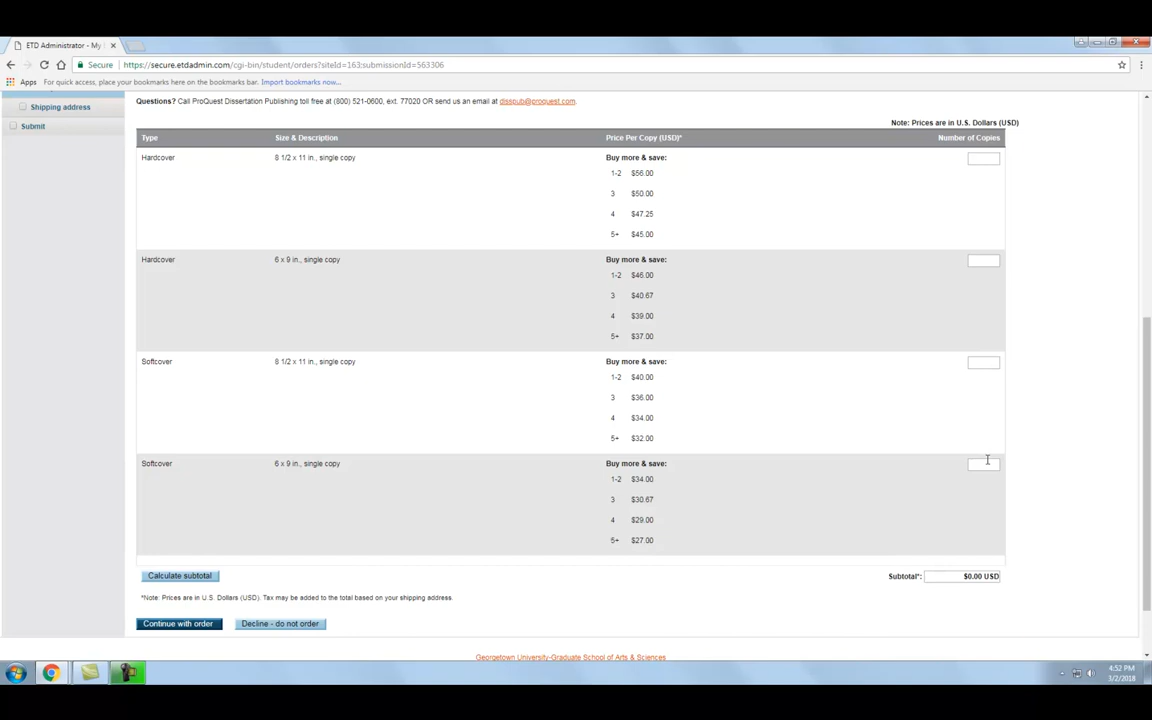 ETD Administrator - My
Secure https://secure.etdadmin.com/cgi-bin/student/orders?siteId=163;submissionId=563306
Apps For quick access, place your bookmarks here on the bookmarks bar. Import bookmarks now...
Shipping address
Submit
Questions? Call ProQuest Dissertation Publishing toll free at (800) 521-0600, ext. 77020 OR send us an email at disspub@proquest.com.
Note: Prices are in U.S. Dollars (USD)
Type Size & Description Price Per Copy (USD)* Number of Copies
Hardcover 8 1/2 x 11 in., single copy Buy more & save:
1-2 $56.00
3 $50.00
4 $47.25
5+ $45.00
Hardcover 6 x 9 in., single copy Buy more & save:
1-2 $46.00
3 $40.67
4 $39.00
5+ $37.00
Softcover 8 1/2 x 11 in., single copy Buy more & save:
1-2 $40.00
3 $36.00
4 $34.00
5+ $32.00
Softcover 6 x 9 in., single copy Buy more & save:
1-2 $34.00
3 $30.67
4 $29.00
5+ $27.00
Calculate subtotal Subtotal*: $0.00 USD
*Note: Prices are in U.S. Dollars (USD). Tax may be added to the total based on your shipping address.
Continue with order Decline - do not order
Georgetown University-Graduate School of Arts & Sciences
4:52 PM
3/2/2018